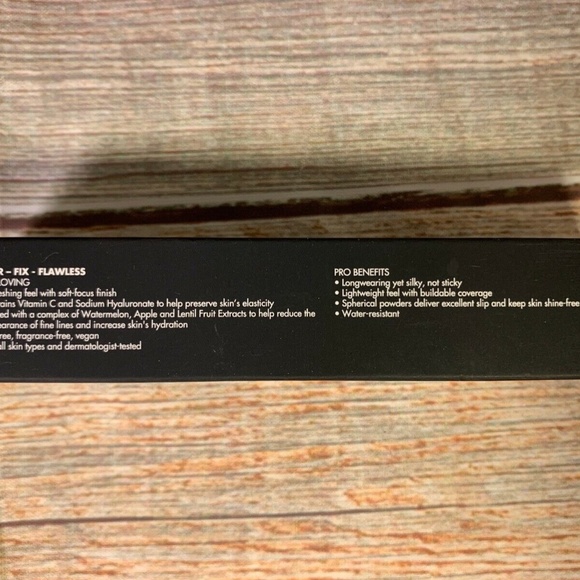 R – FIX - FLAWLESS
LOVING
eshing feel with soft-focus finish
tains Vitamin C and Sodium Hyaluronate to help preserve skin's elasticity
ed with a complex of Watermelon, Apple and Lentil Fruit Extracts to help reduce the
earance of fine lines and increase skin's hydration
ree, fragrance-free, vegan
all skin types and dermatologist-tested
PRO BENEFITS
• Longwearing yet silky, not sticky
• Lightweight feel with buildable coverage
• Spherical powders deliver excellent slip and keep skin shine-free
• Water-resistant